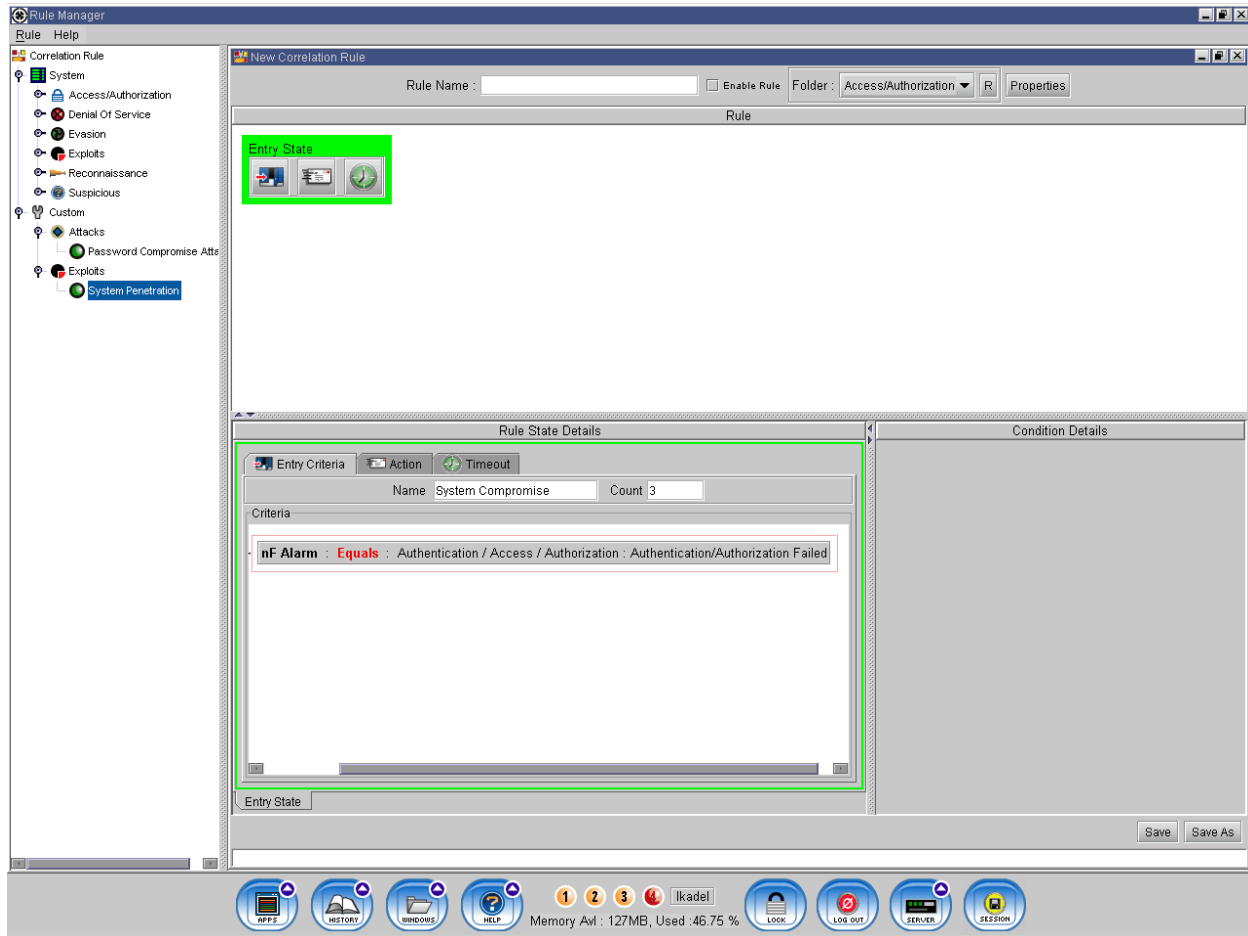 Rule Manager
Rule Help
Correlation Rule
System
Access/Authorization
Denial Of Service
Evasion
Exploits
Reconnaissance
Suspicious
Custom
Attacks
Password Compromise Atta
Exploits
System Penetration
New Correlation Rule
Rule Name : Enable Rule Folder : Access/Authorization R Properties
Rule
Entry State
Rule State Details
Entry Criteria Action Timeout
Name System Compromise Count 3
Criteria
nF Alarm : Equals : Authentication / Access / Authorization : Authentication/Authorization Failed
Entry State
Condition Details
Save Save As
APPS HISTORY WINDOWS HELP
1 2 3 4 lkadel
Memory Avl : 127MB, Used :46.75 %
LOCK LOG OUT SERVER SESSION